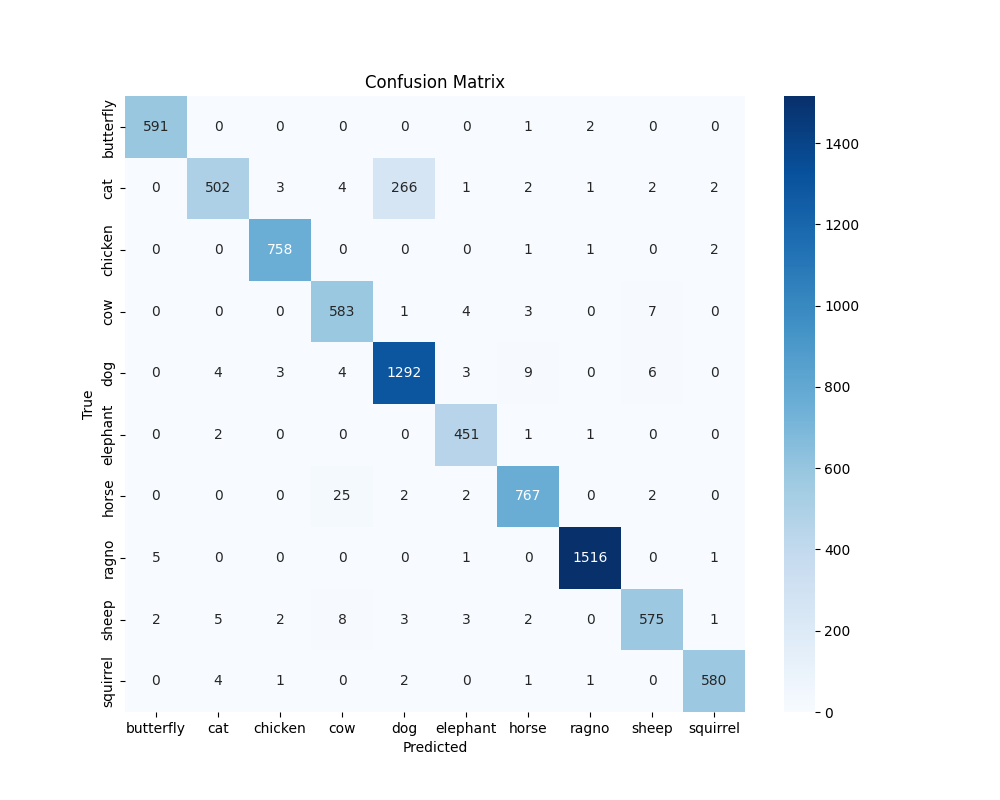 Confusion Matrix
butterfly 591 0 0 0 0 0 1 2 0 0
cat 0 502 3 4 266 1 2 1 2 2
chicken 0 0 758 0 0 0 1 1 0 2
cow 0 0 0 583 1 4 3 0 7 0
dog 0 4 3 4 1292 3 9 0 6 0
elephant 0 2 0 0 0 451 1 1 0 0
horse 0 0 0 25 2 2 767 0 2 0
ragno 5 0 0 0 0 1 0 1516 0 1
sheep 2 5 2 8 3 3 2 0 575 1
squirrel 0 4 1 0 2 0 1 1 0 580
True
butterfly cat chicken cow dog elephant horse ragno sheep squirrel
Predicted
1400
1200
1000
800
600
400
200
0